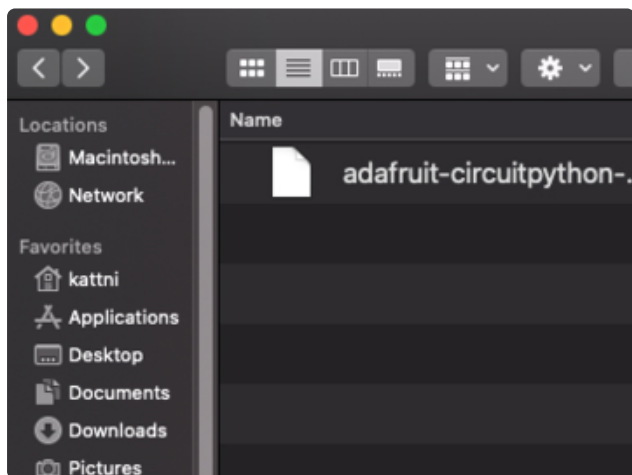 Locations
Macintosh...
Network
Favorites
kattni
Applications
Desktop
Documents
Downloads
Pictures
Name
adafruit-circuitpython-.